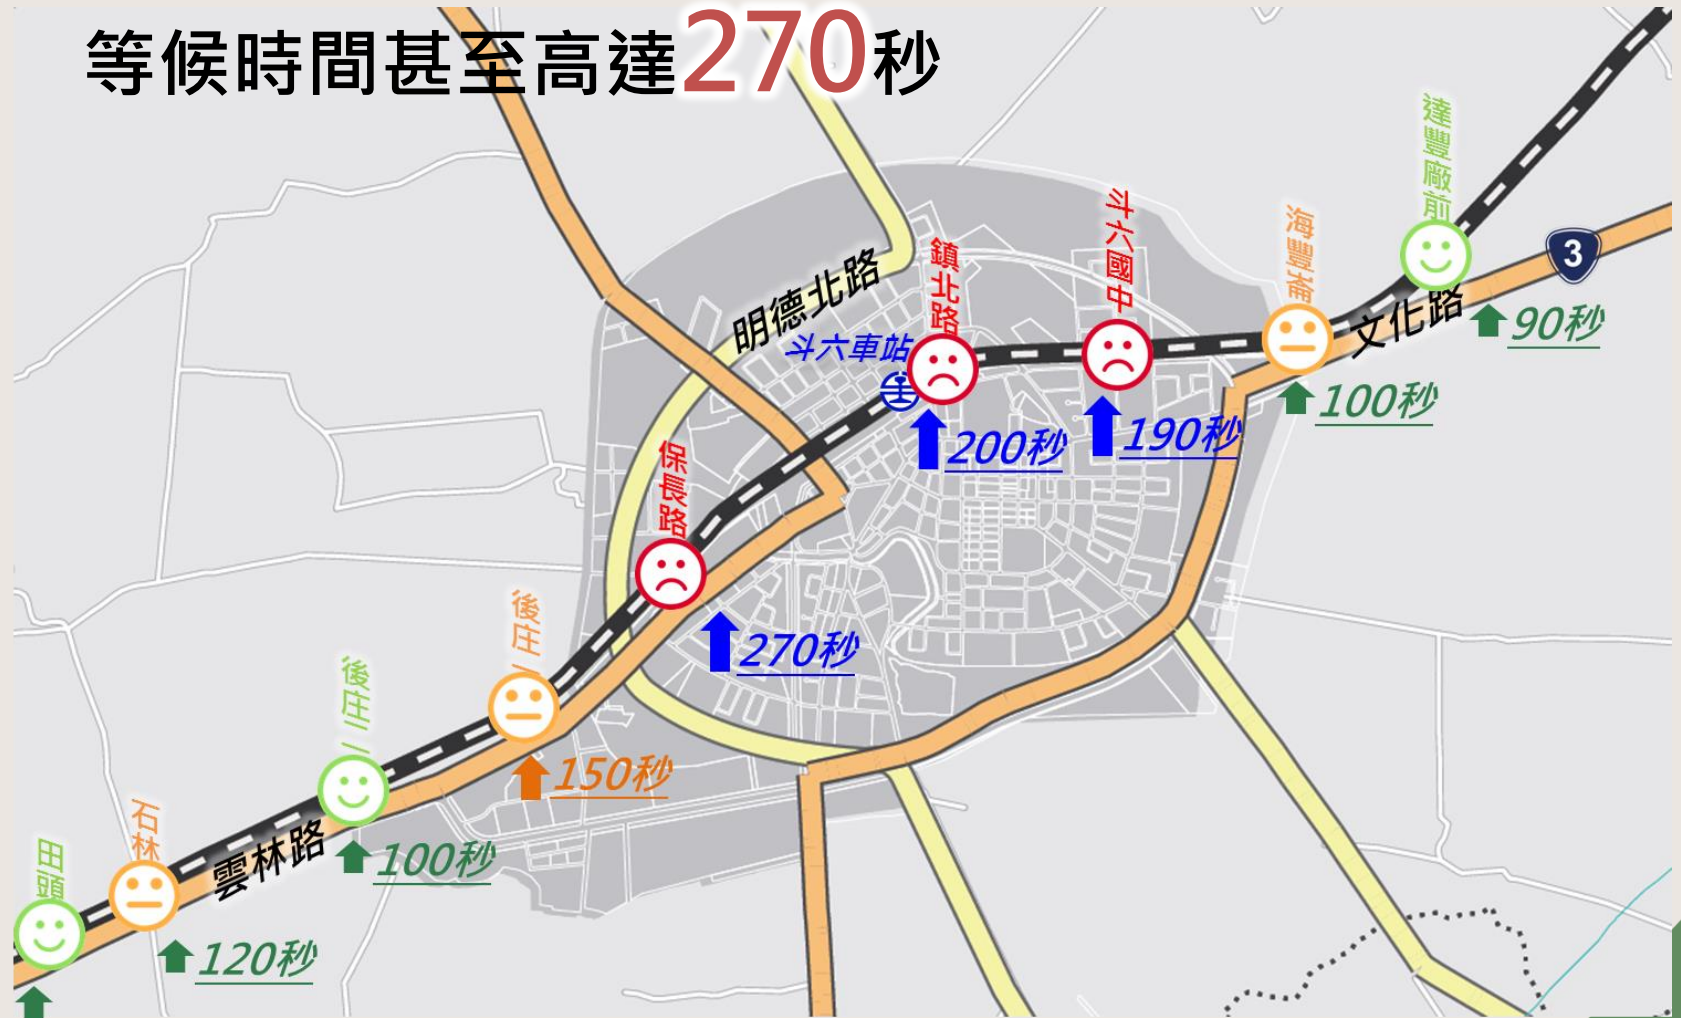 等候時間甚至高達270秒
達豐廠前
斗六國中
海豐崙
鎮北路
3
明德北路
文化路
90秒
斗六車站
100秒
190秒
200秒
保長路
後庄一
270秒
後庄二
150秒
石林
雲林路
100秒
田頭
120秒